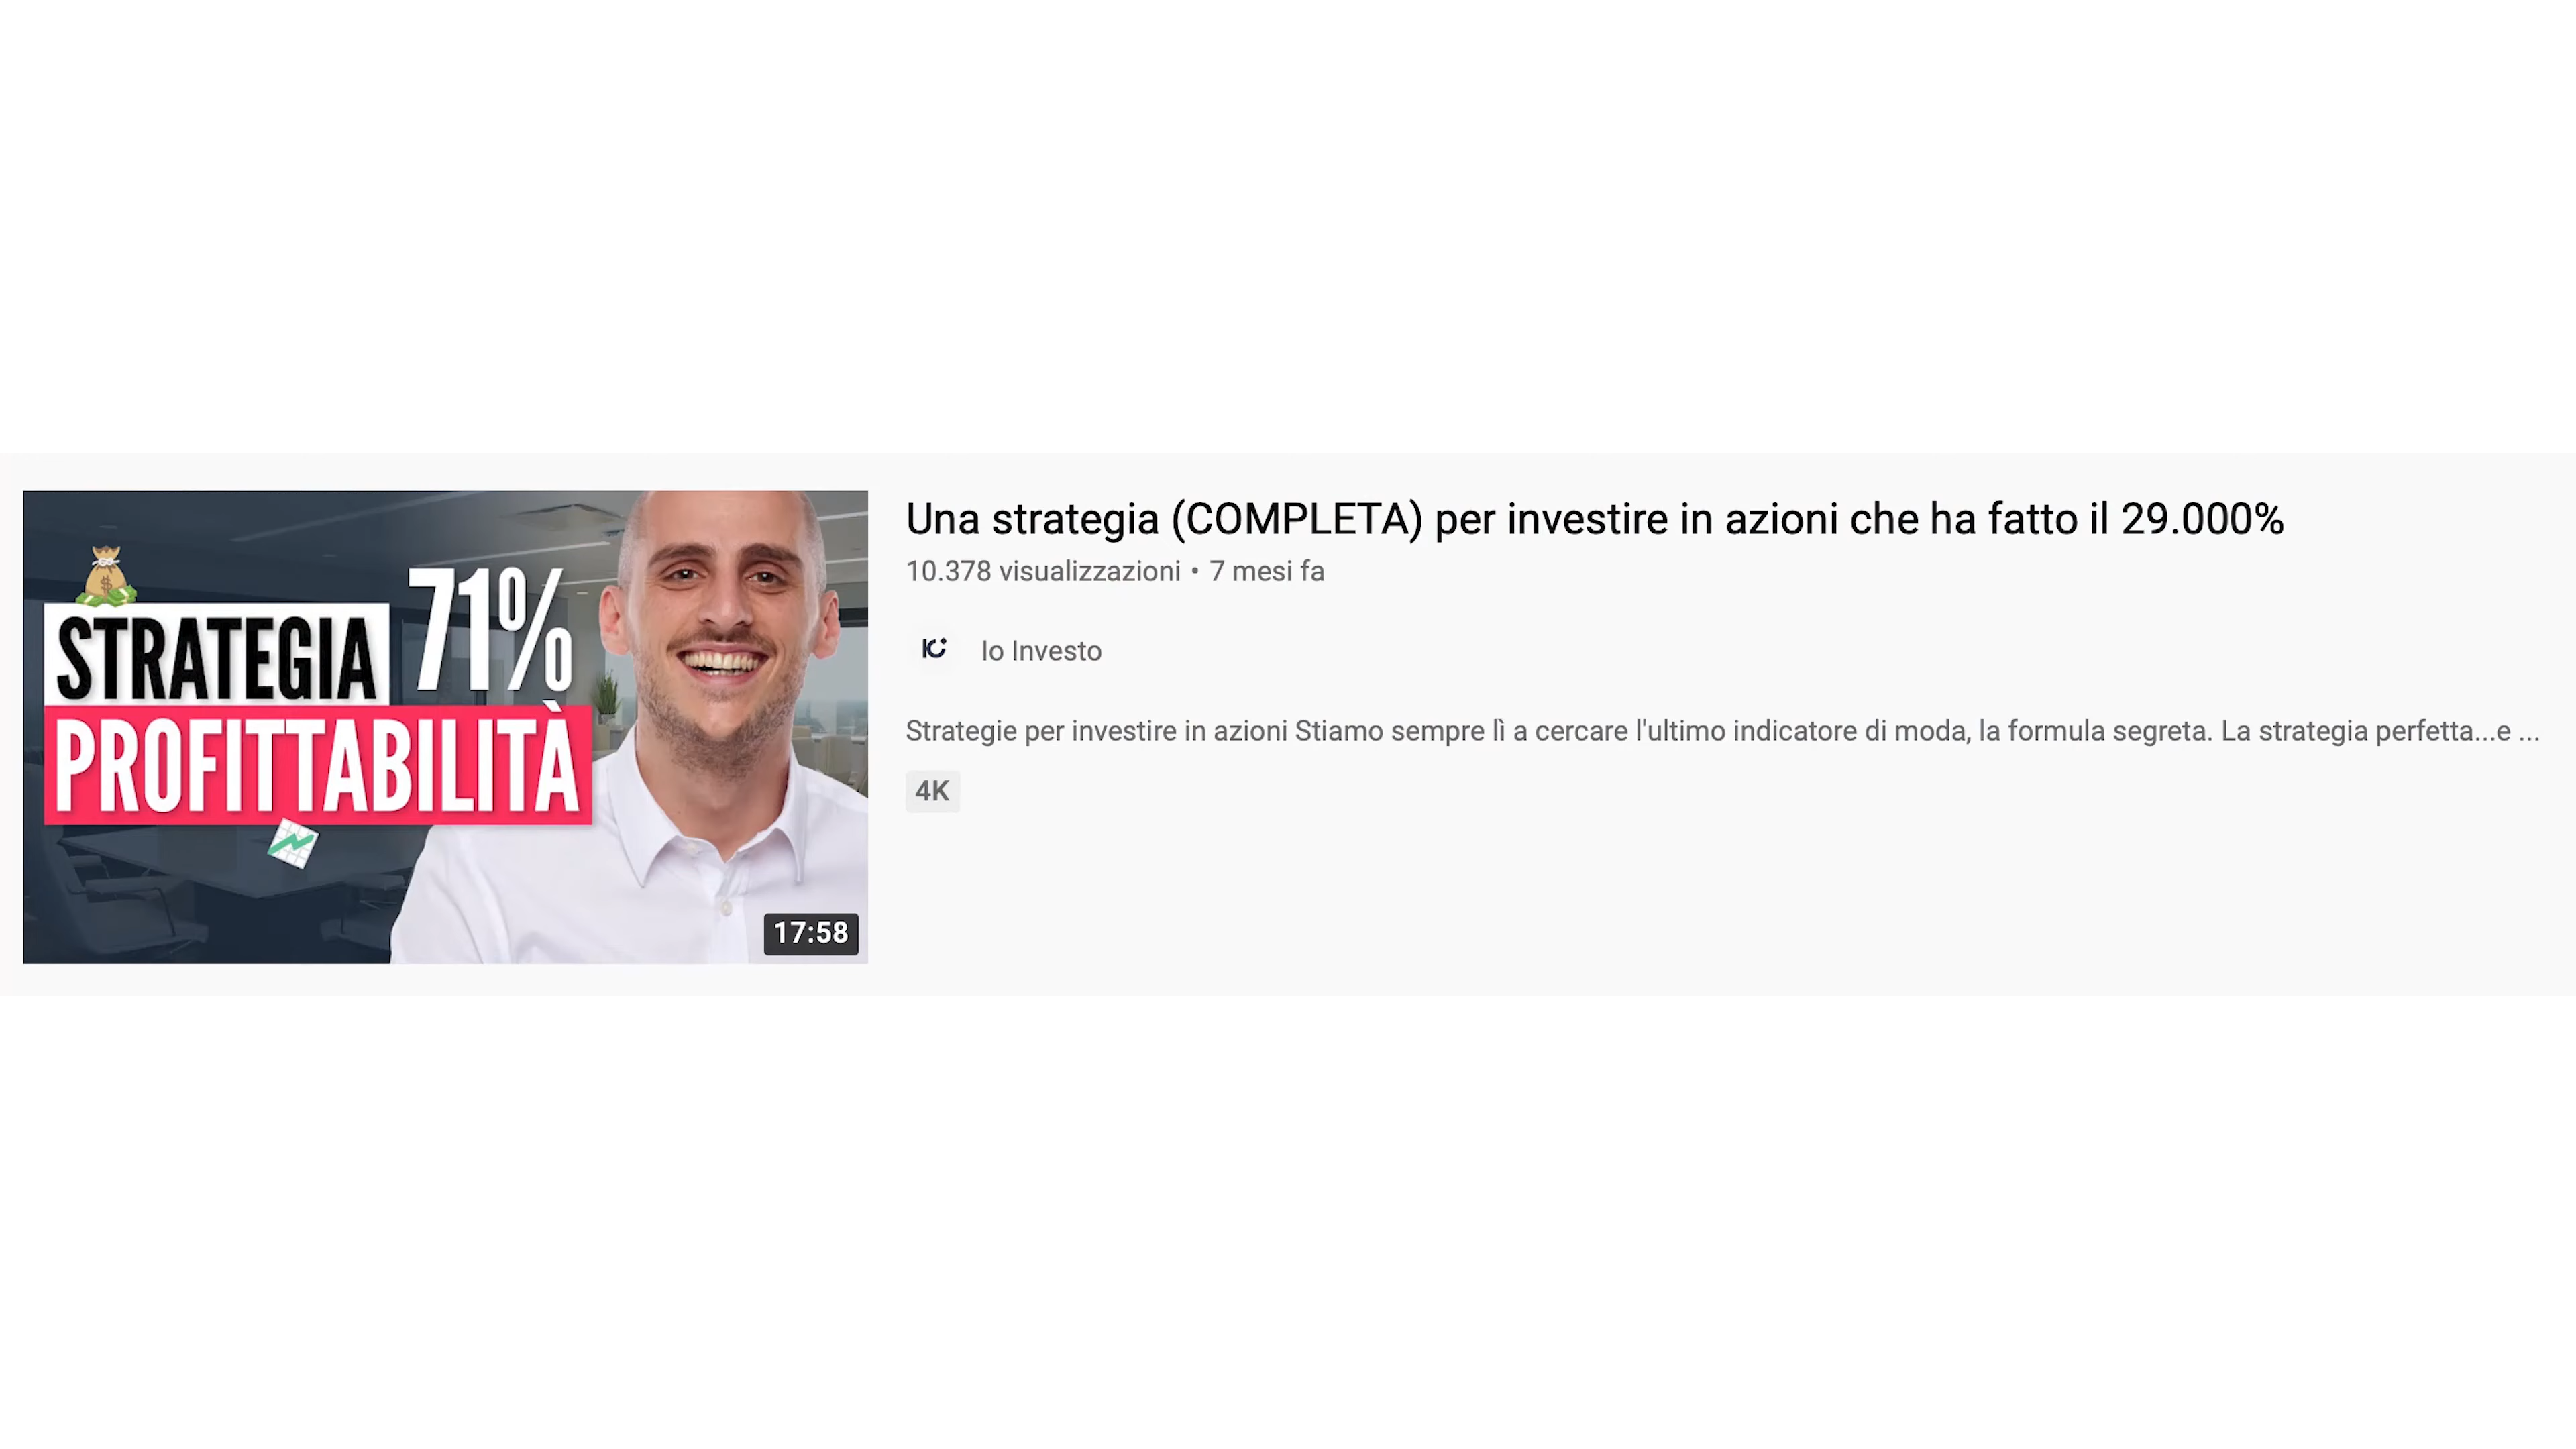 STRATEGIA 71%
PROFITTABILITÀ
17:58
Una strategia (COMPLETA) per investire in azioni che ha fatto il 29.000%
10.378 visualizzazioni • 7 mesi fa
Io Investo
Strategie per investire in azioni Stiamo sempre lì a cercare l'ultimo indicatore di moda, la formula segreta. La strategia perfetta...e ...
4K